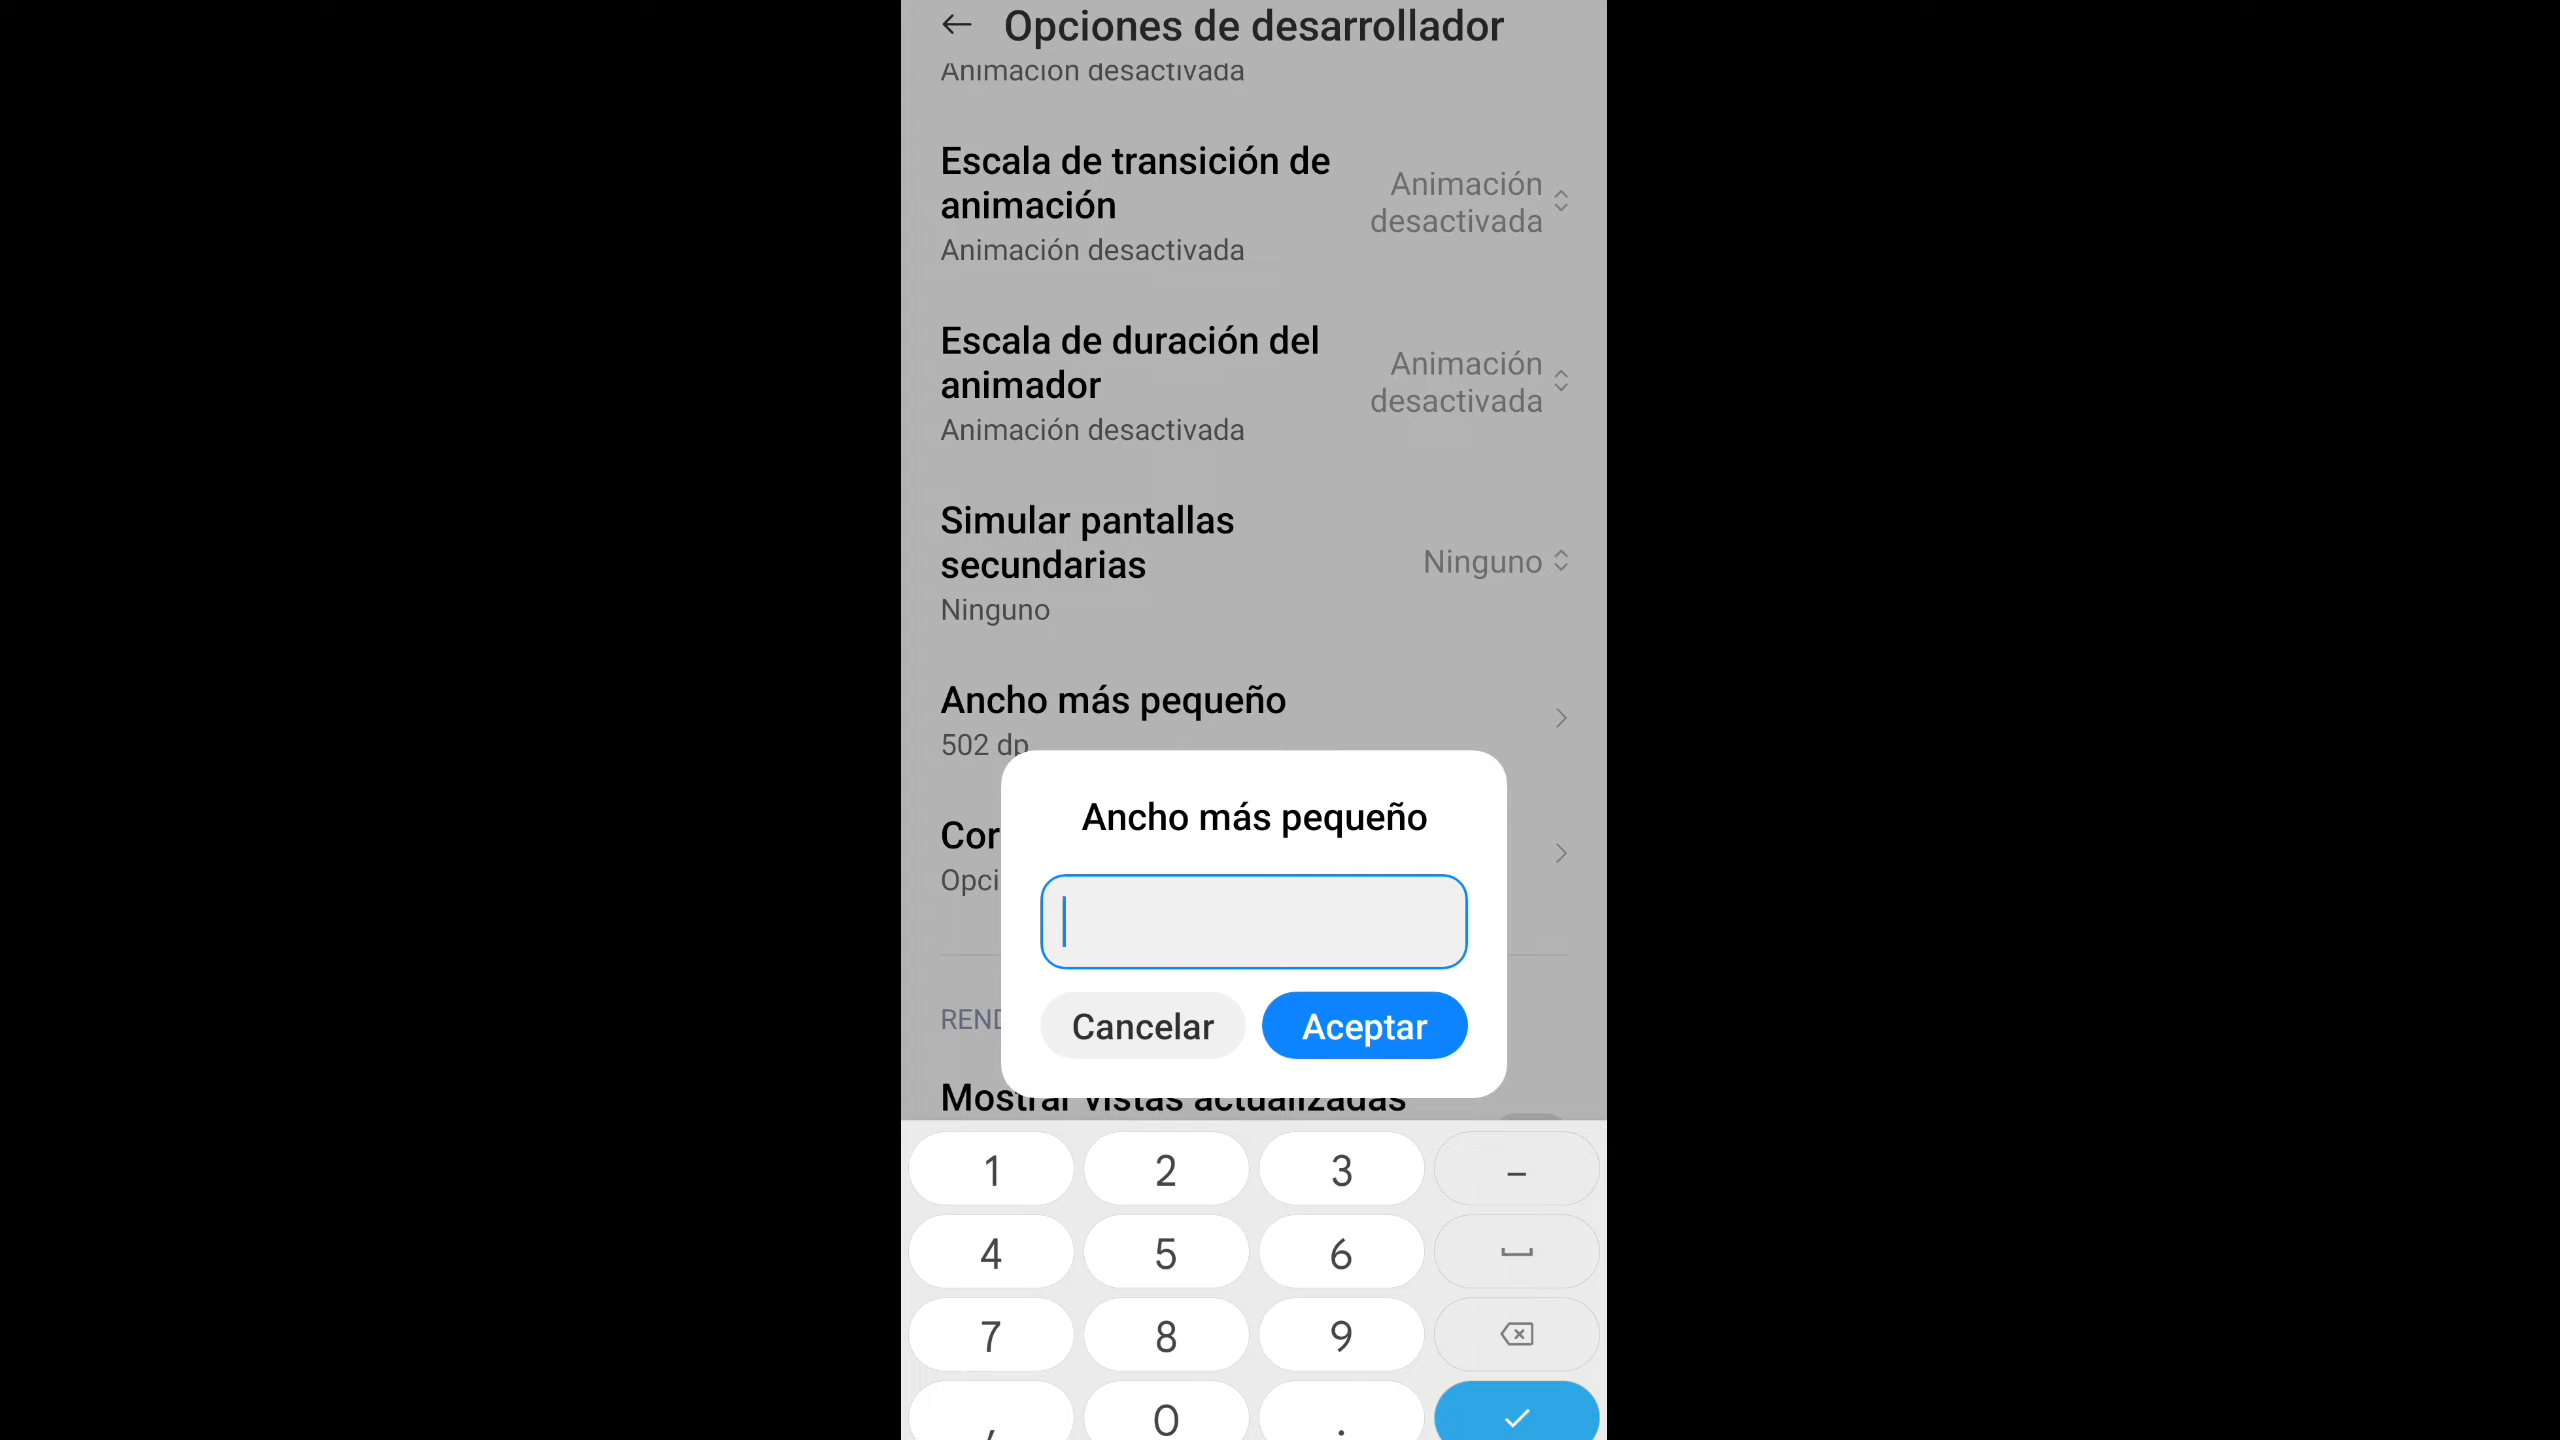 Opciones de desarrollador
Animación desactivada
Escala de transición de
animación
Animación desactivada
Animación
desactivada
Escala de duración del
animador
Animación desactivada
Animación
desactivada
Simular pantallas
secundarias
Ninguno
Ninguno
Ancho más pequeño
502 dp
Cor
Opci
Ancho más pequeño
Cancelar
Aceptar
REND
Mostrar vistas actualizadas
1 2 3 –
4 5 6
7 8 9
, 0 .